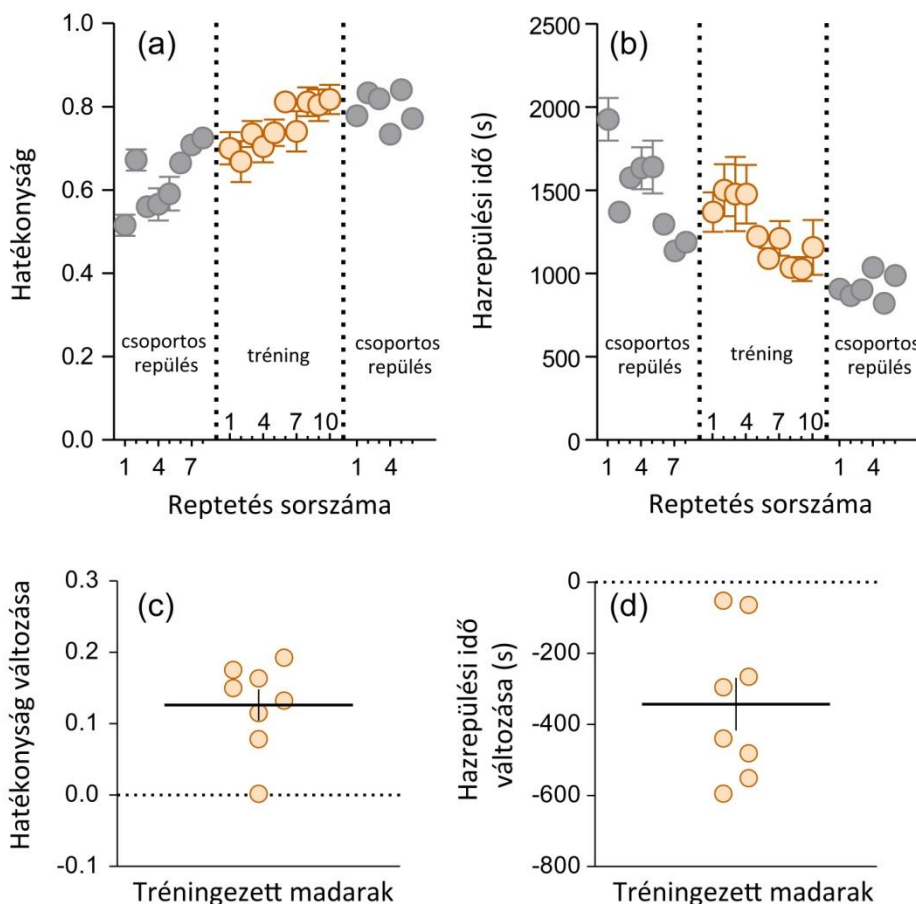 (a)
Hatékonyság
1.0
0.8
0.6
0.4
0.2
0.0
csoportos
repülés
tréning
csoportos
repülés
1 4 7 10
1 4 7 1 4
Reptetés sorszáma
(b)
Hazrepülési idő (s)
2500
2000
1500
1000
500
0
csoportos
repülés
tréning
csoportos
repülés
1 4 7 10
1 4 7 1 4
Reptetés sorszáma
(c)
Hatékonyság változása
0.3
0.2
0.1
0.0
-0.1
Tréningezett madarak
(d)
Hazrepülési idő
változása (s)
0
-200
-400
-600
-800
Tréningezett madarak